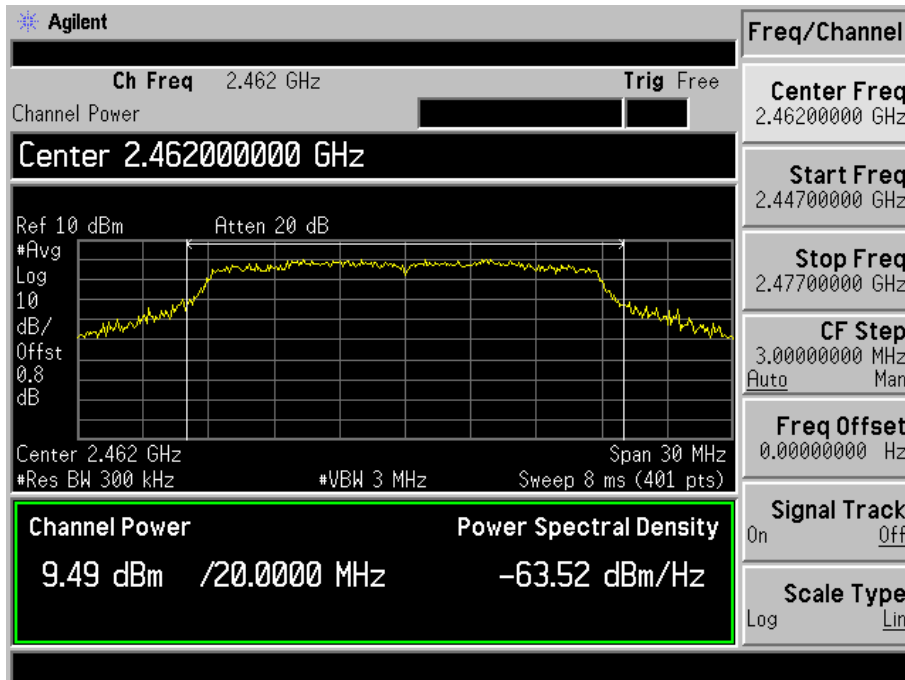 Agilent
Freq/Channel
Ch Freq 2.462 GHz Trig Free
Channel Power
Center 2.462000000 GHz
Ref 10 dBm Atten 20 dB
#Avg
Log
10
dB/
Offst
0.8
dB
Center 2.462 GHz Span 30 MHz
#Res BW 300 kHz #VBW 3 MHz Sweep 8 ms (401 pts)
Channel Power Power Spectral Density
9.49 dBm /20.0000 MHz -63.52 dBm/Hz
Center Freq
2.46200000 GHz
Start Freq
2.44700000 GHz
Stop Freq
2.47700000 GHz
CF Step
3.00000000 MHz
Auto Man
Freq Offset
0.00000000 Hz
Signal Track
On Off
Scale Type
Log Lin